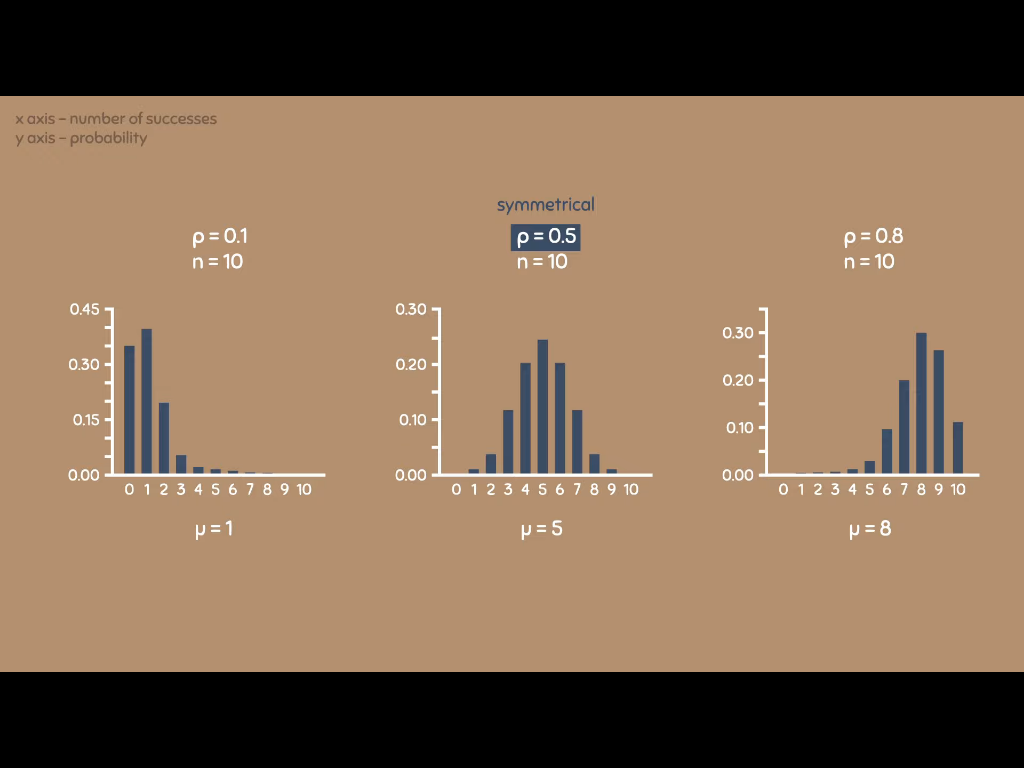 x axis – number of successes
y axis – probability
symmetrical
ρ = 0.1
n = 10
ρ = 0.5
n = 10
ρ = 0.8
n = 10
0.45
0.30
0.15
0.00
0 1 2 3 4 5 6 7 8 9 10
μ = 1
0.30
0.20
0.10
0.00
0 1 2 3 4 5 6 7 8 9 10
μ = 5
0.30
0.20
0.10
0.00
0 1 2 3 4 5 6 7 8 9 10
μ = 8